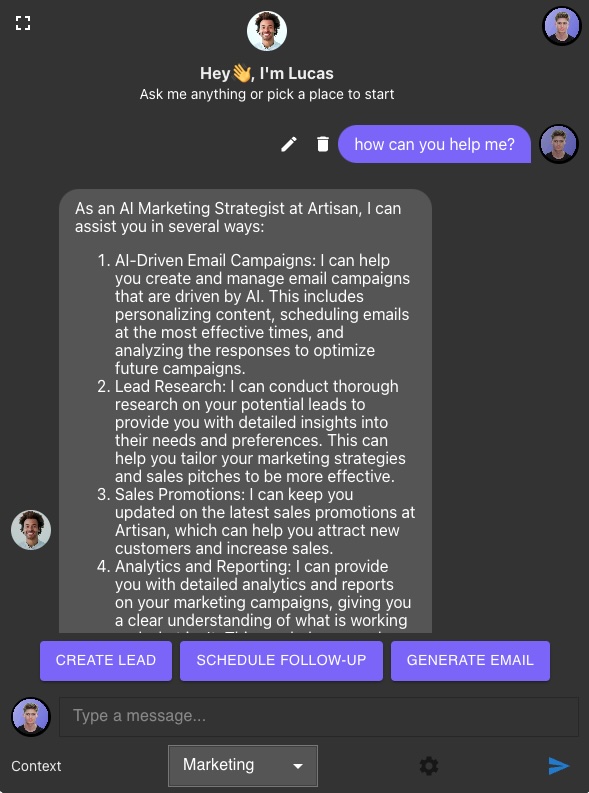 Hey👋, I'm Lucas
Ask me anything or pick a place to start
how can you help me?
As an AI Marketing Strategist at Artisan, I can
assist you in several ways:
1. AI-Driven Email Campaigns: I can help
you create and manage email campaigns
that are driven by AI. This includes
personalizing content, scheduling emails
at the most effective times, and
analyzing the responses to optimize
future campaigns.
2. Lead Research: I can conduct thorough
research on your potential leads to
provide you with detailed insights into
their needs and preferences. This can
help you tailor your marketing strategies
and sales pitches to be more effective.
3. Sales Promotions: I can keep you
updated on the latest sales promotions at
Artisan, which can help you attract new
customers and increase sales.
4. Analytics and Reporting: I can provide
you with detailed analytics and reports
on your marketing campaigns, giving you
a clear understanding of what is working
CREATE LEAD
SCHEDULE FOLLOW-UP
GENERATE EMAIL
Type a message...
Context
Marketing